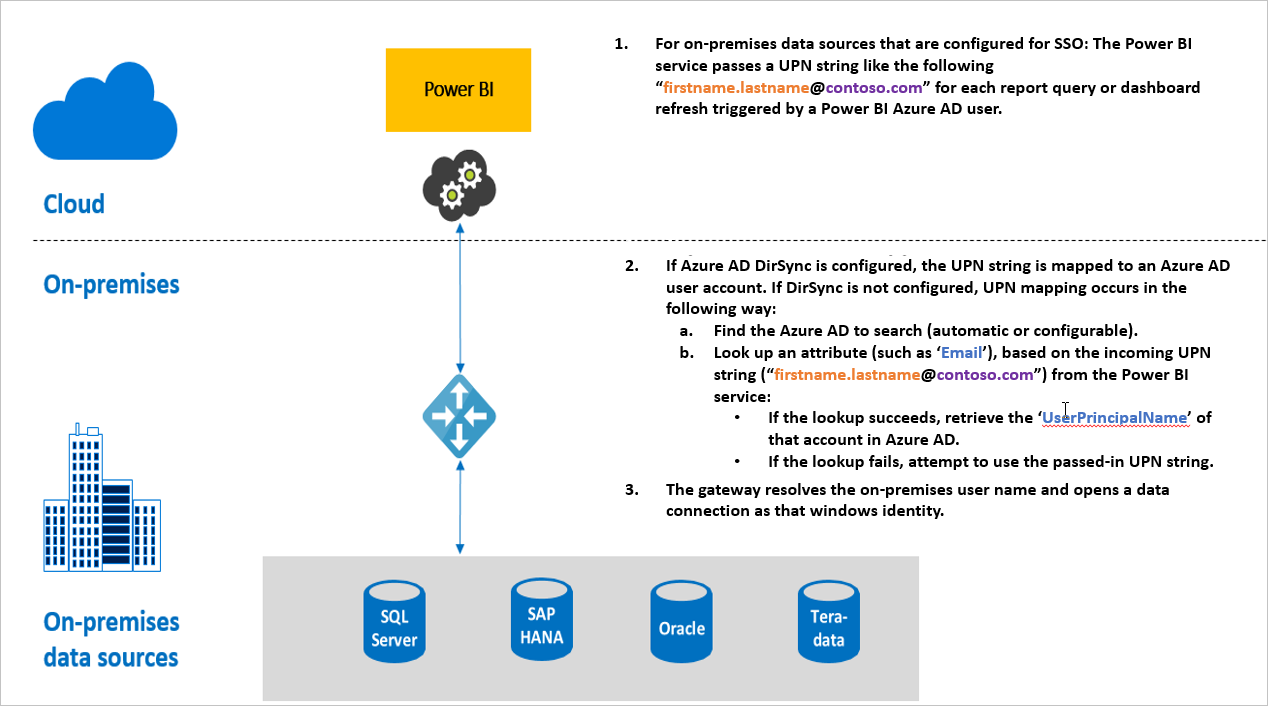 Power BI
Cloud
1. For on-premises data sources that are configured for SSO: The Power BI
service passes a UPN string like the following
“firstname.lastname@contoso.com” for each report query or dashboard
refresh triggered by a Power BI Azure AD user.
On-premises
2. If Azure AD DirSync is configured, the UPN string is mapped to an Azure AD
user account. If DirSync is not configured, UPN mapping occurs in the
following way:
a. Find the Azure AD to search (automatic or configurable).
b. Look up an attribute (such as ‘Email’), based on the incoming UPN
string (“firstname.lastname@contoso.com”) from the Power BI
service:
• If the lookup succeeds, retrieve the ‘UserPrincipalName’ of
that account in Azure AD.
• If the lookup fails, attempt to use the passed-in UPN string.
3. The gateway resolves the on-premises user name and opens a data
connection as that windows identity.
On-premises
data sources
SQL
Server
SAP
HANA
Oracle
Tera-
data